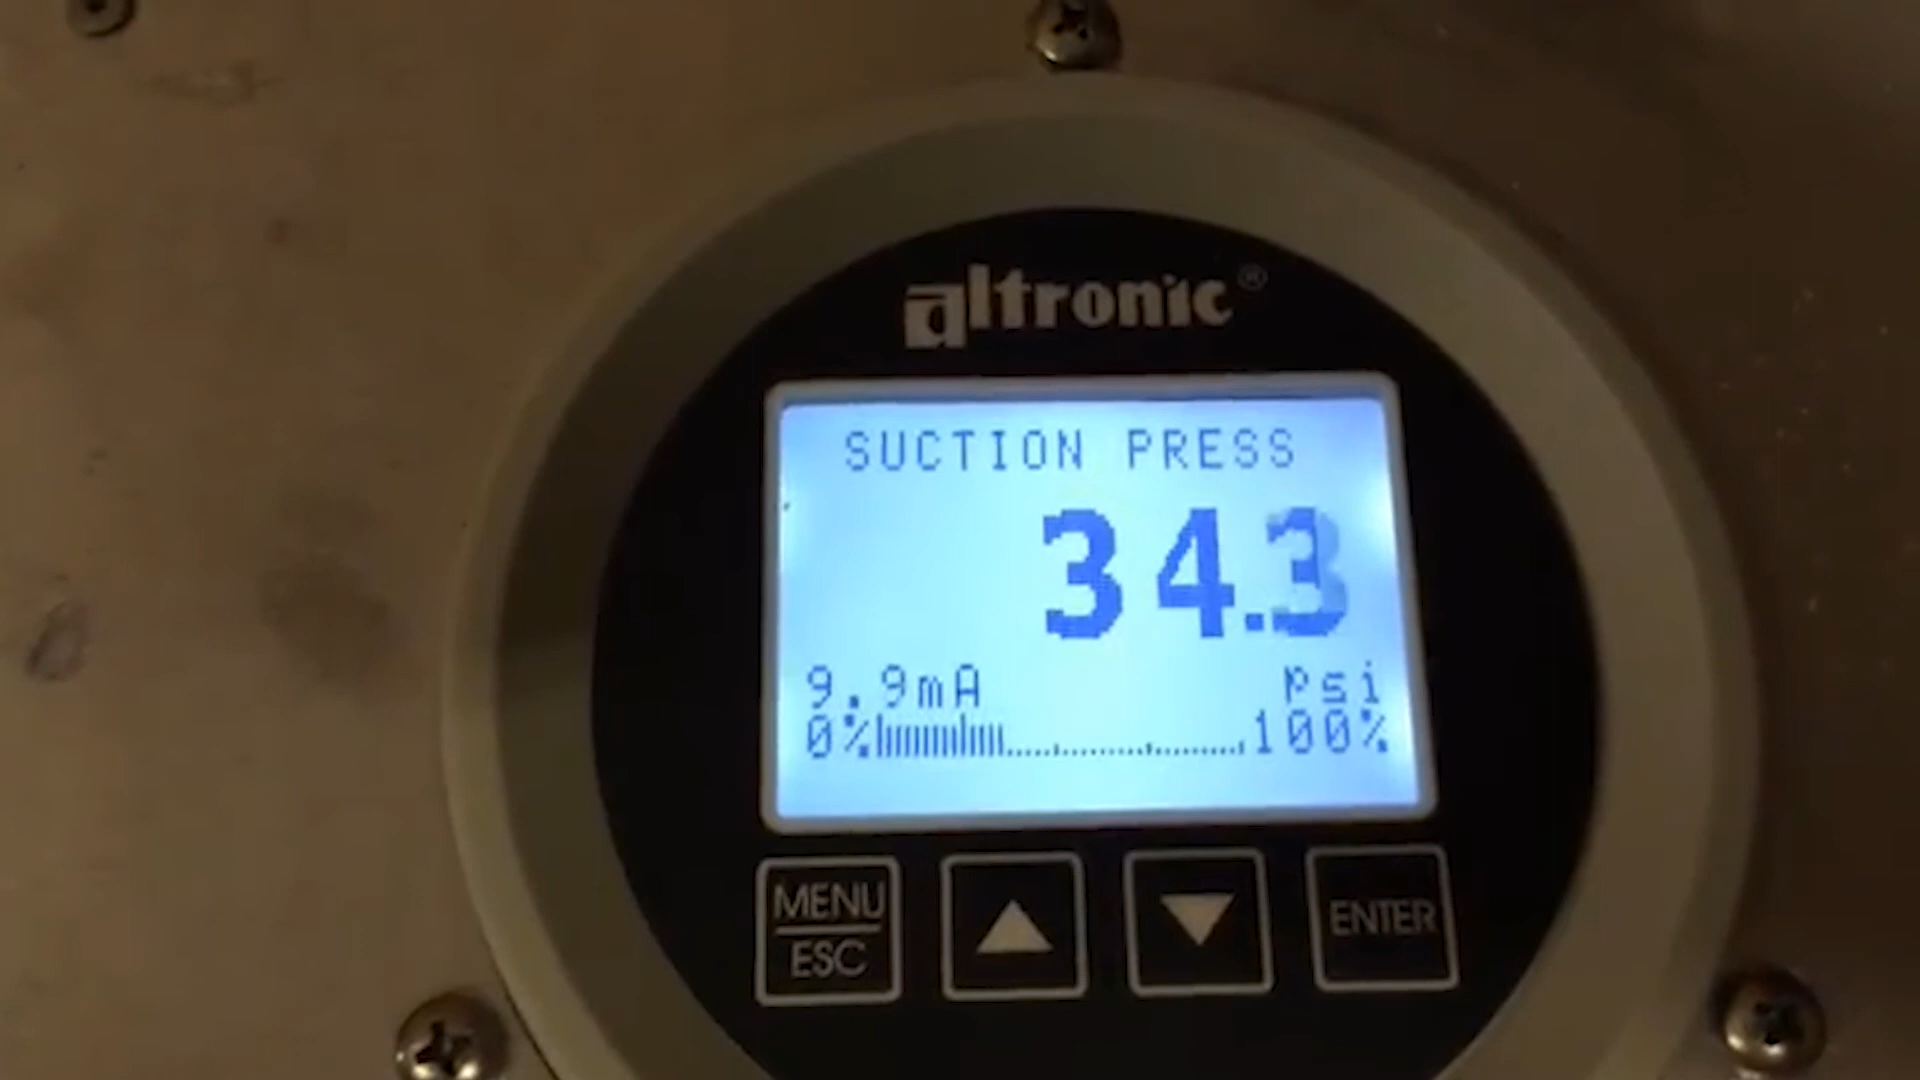 altronic®
SUCTION PRESS
34.3
9.9mA psi
0% 100%
MENU ENTER
ESC